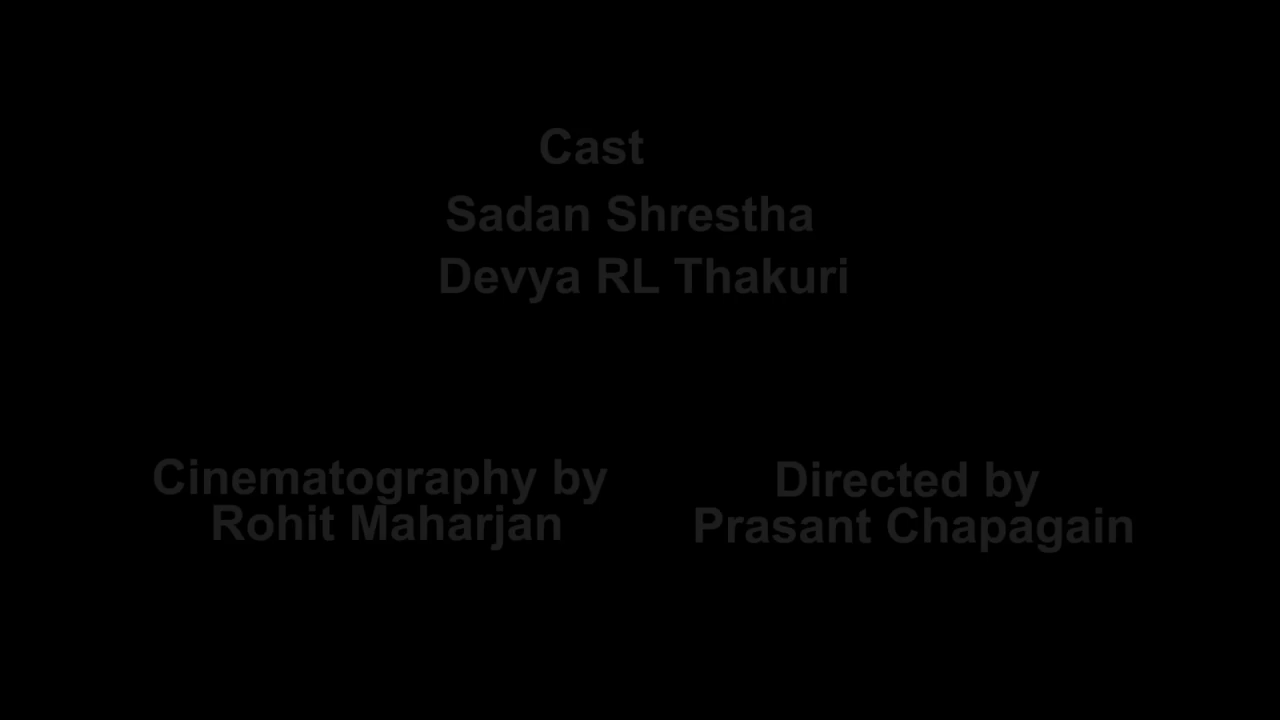 Cast
Sadan Shrestha
Devya RL Thakuri
Cinematography by
Rohit Maharjan
Directed by
Prasant Chapagain